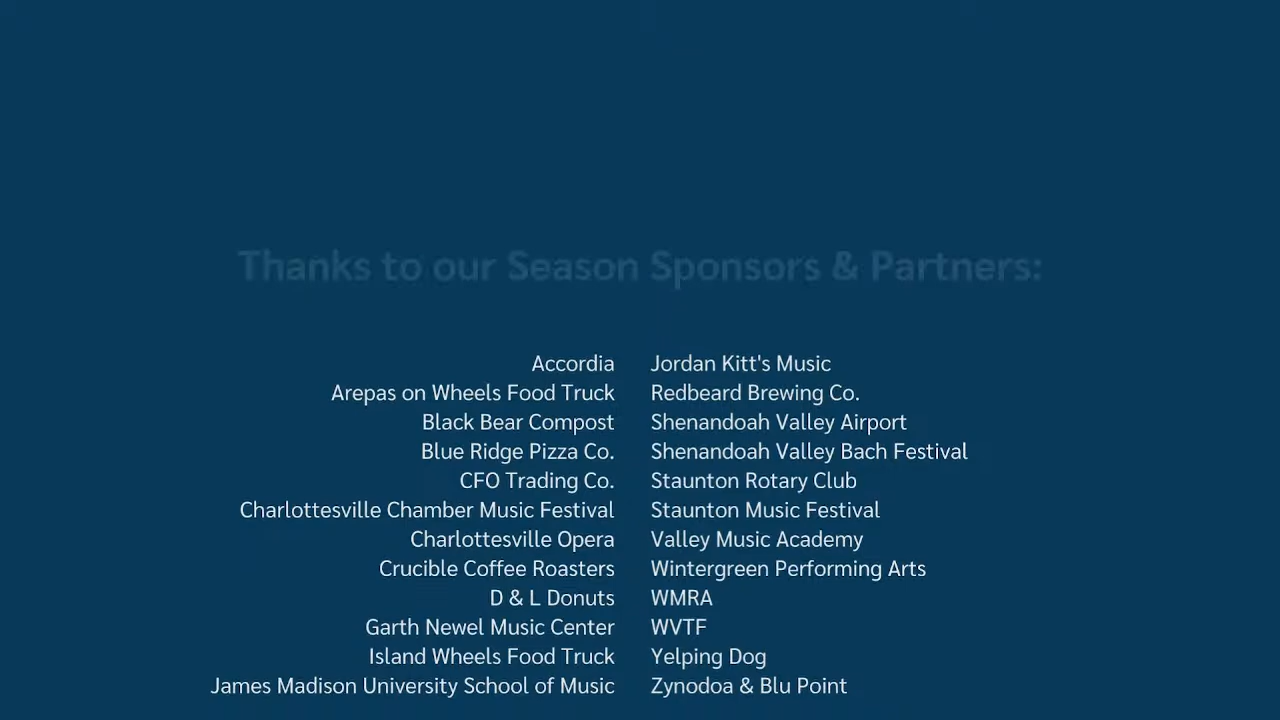 Thanks to our Season Sponsors & Partners:
Accordia
Arepas on Wheels Food Truck
Black Bear Compost
Blue Ridge Pizza Co.
CFO Trading Co.
Charlottesville Chamber Music Festival
Charlottesville Opera
Crucible Coffee Roasters
D & L Donuts
Garth Newel Music Center
Island Wheels Food Truck
James Madison University School of Music
Jordan Kitt's Music
Redbeard Brewing Co.
Shenandoah Valley Airport
Shenandoah Valley Bach Festival
Staunton Rotary Club
Staunton Music Festival
Valley Music Academy
Wintergreen Performing Arts
WMRA
WVTF
Yelping Dog
Zynodoa & Blu Point